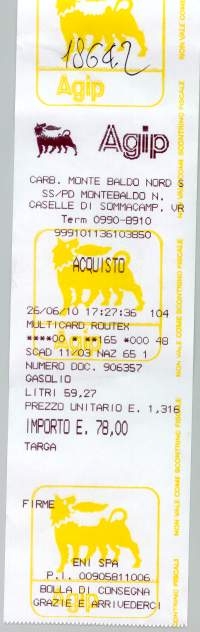 18642
Agip
Agip
CARB. MONTE BALDO NORD S
SS/PD MONTEBALDO N.
CASELLE DI SOMMACAMP. VR
Term 0990-8910
999101136103850
ACQUISTO
26/06/10 17:27:36 104
MULTICARD ROUTEX
****00 * **165 *000 48
SCAD 11/03 NAZ 65 1
NUMERO DOC. 906357
GASOLIO
LITRI 59,27
PREZZO UNITARIO E. 1,316
IMPORTO E. 78,00
TARGA
FIRME
ENI SPA
P.I. 00905811006
BOLLA DI CONSEGNA
GRAZIE E ARRIVEDERCI
NON VALE COME SCONTRINO FISCALE